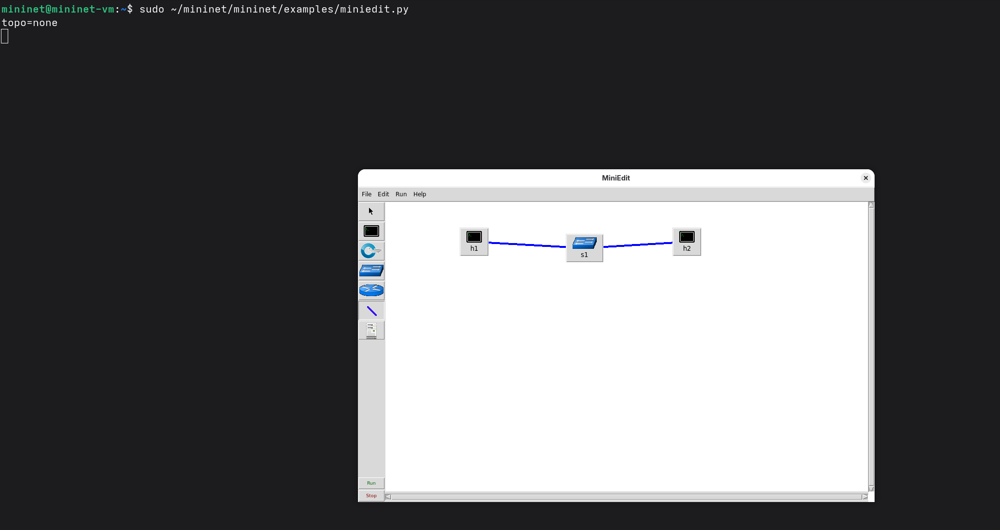 mininet@mininet-vm:~$ sudo ~/mininet/mininet/examples/miniedit.py
topo=none
MiniEdit
File Edit Run Help
h1
s1
h2
Run
Stop